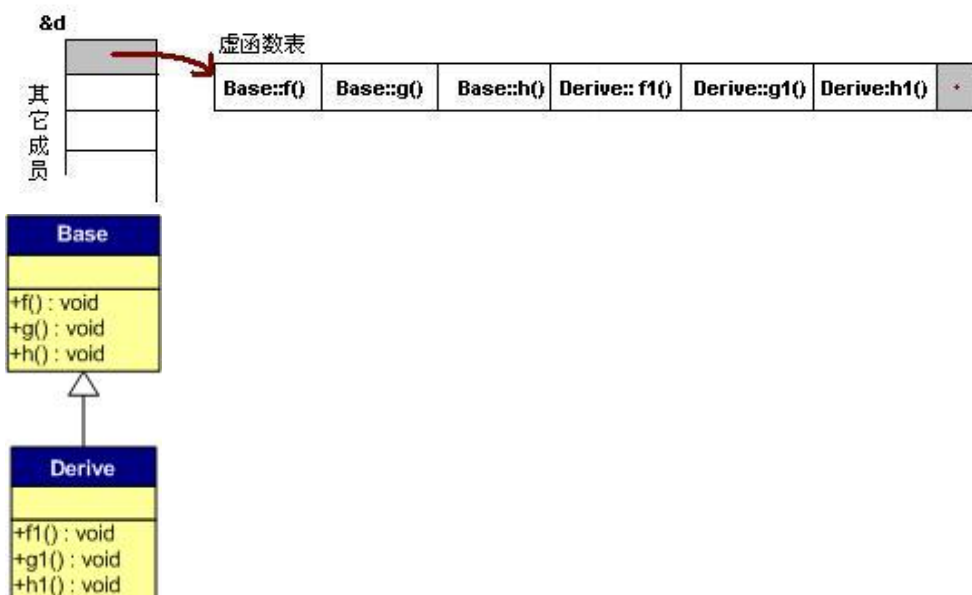 &d
虚函数表
Base::f() Base::g() Base::h() Derive:: f1() Derive::g1() Derive:h1()
其它成员
Base
+f() : void
+g() : void
+h() : void
Derive
+f1() : void
+g1() : void
+h1() : void